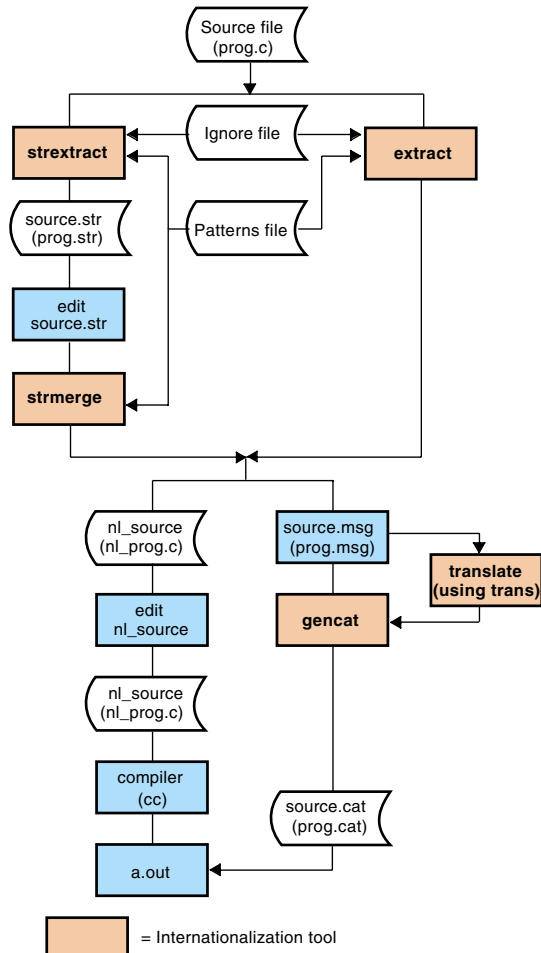 Source file
(prog.c)
Ignore file
strextract
extract
source.str
(prog.str)
Patterns file
edit
source.str
strmerge
nl_source
(nl_prog.c)
source.msg
(prog.msg)
translate
(using trans)
edit
nl_source
gencat
nl_source
(nl_prog.c)
compiler
(cc)
source.cat
(prog.cat)
a.out
= Internationalization tool